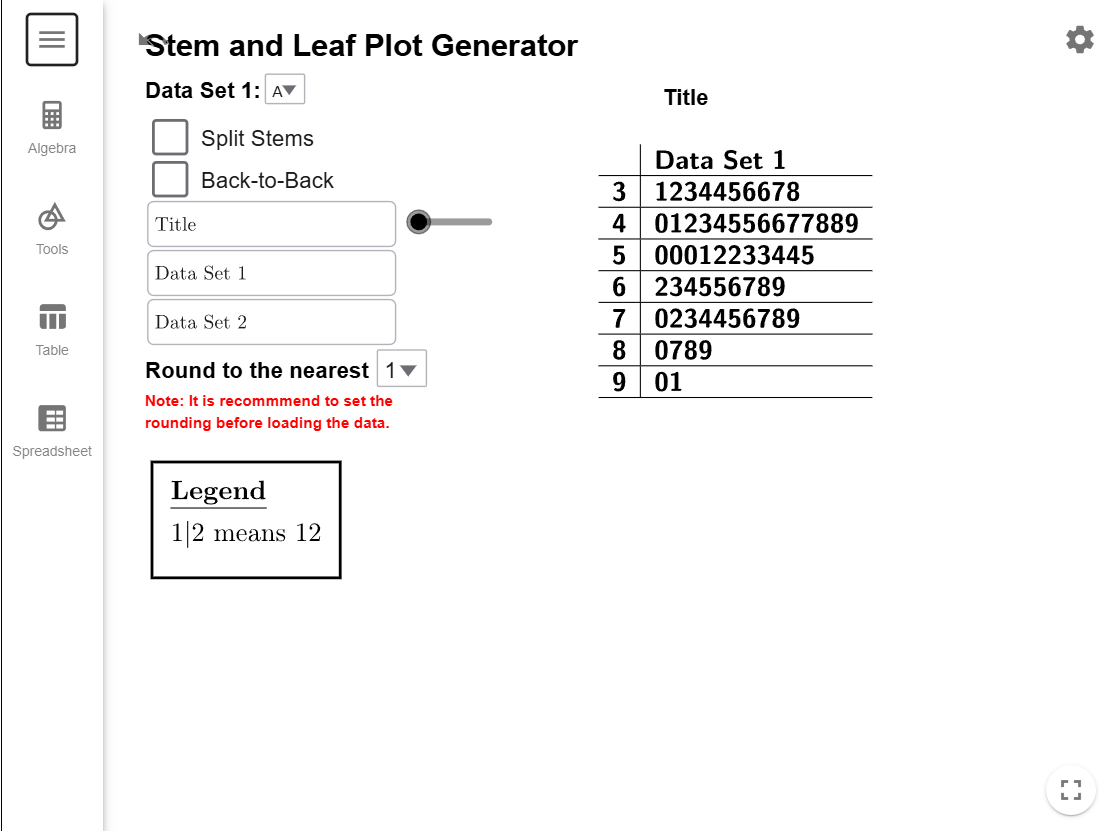 Algebra
Tools
Table
Spreadsheet
Stem and Leaf Plot Generator
Data Set 1: A
Split Stems
Back-to-Back
Title
Data Set 1
Data Set 2
Round to the nearest 1
Note: It is recommmend to set the
rounding before loading the data.
Legend
1|2 means 12
Title
Data Set 1
3 1234456678
4 01234556677889
5 00012233445
6 234556789
7 0234456789
8 0789
9 01